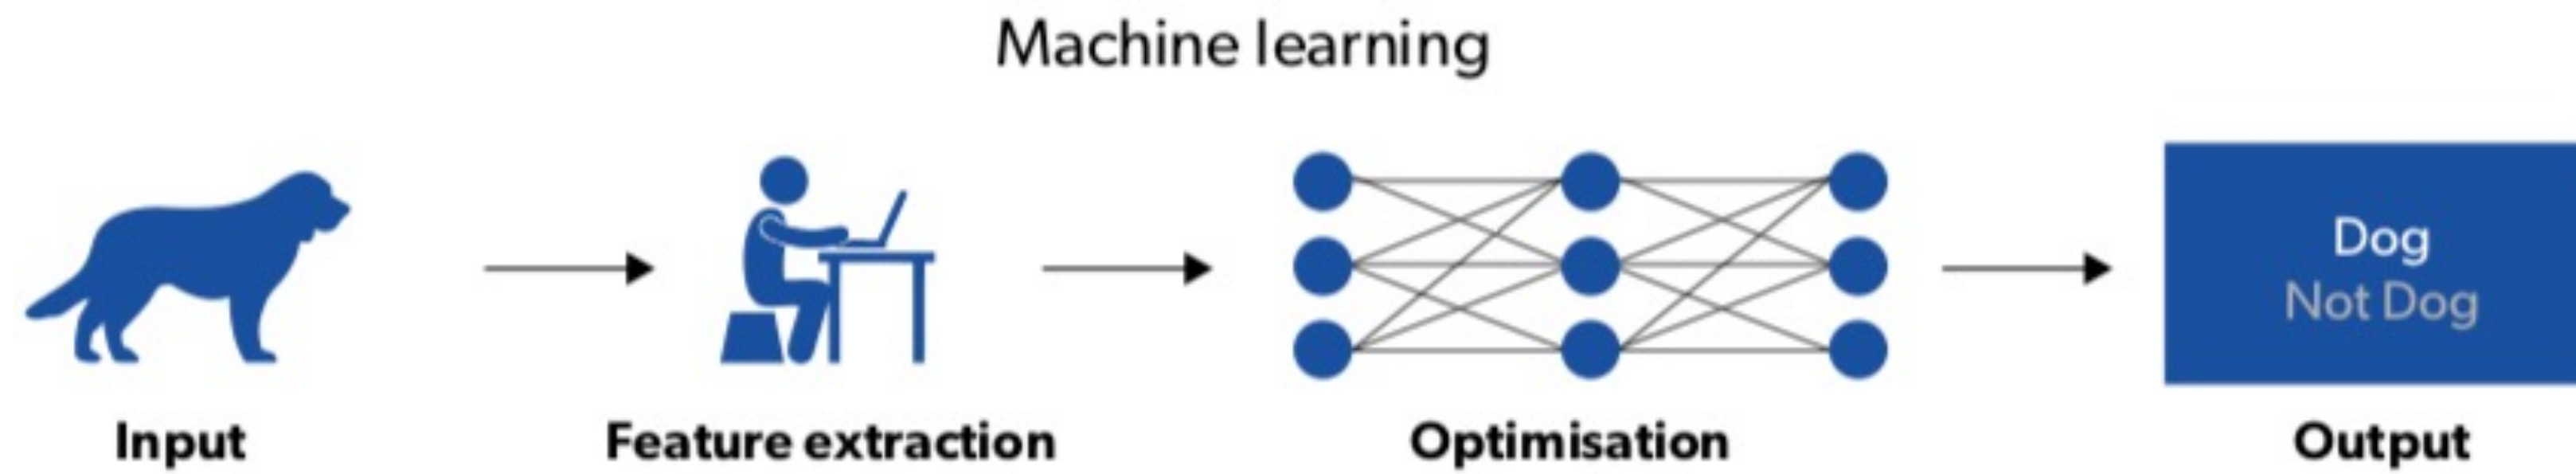 Machine learning
Dog
Not Dog
Input
Feature extraction
Optimisation
Output